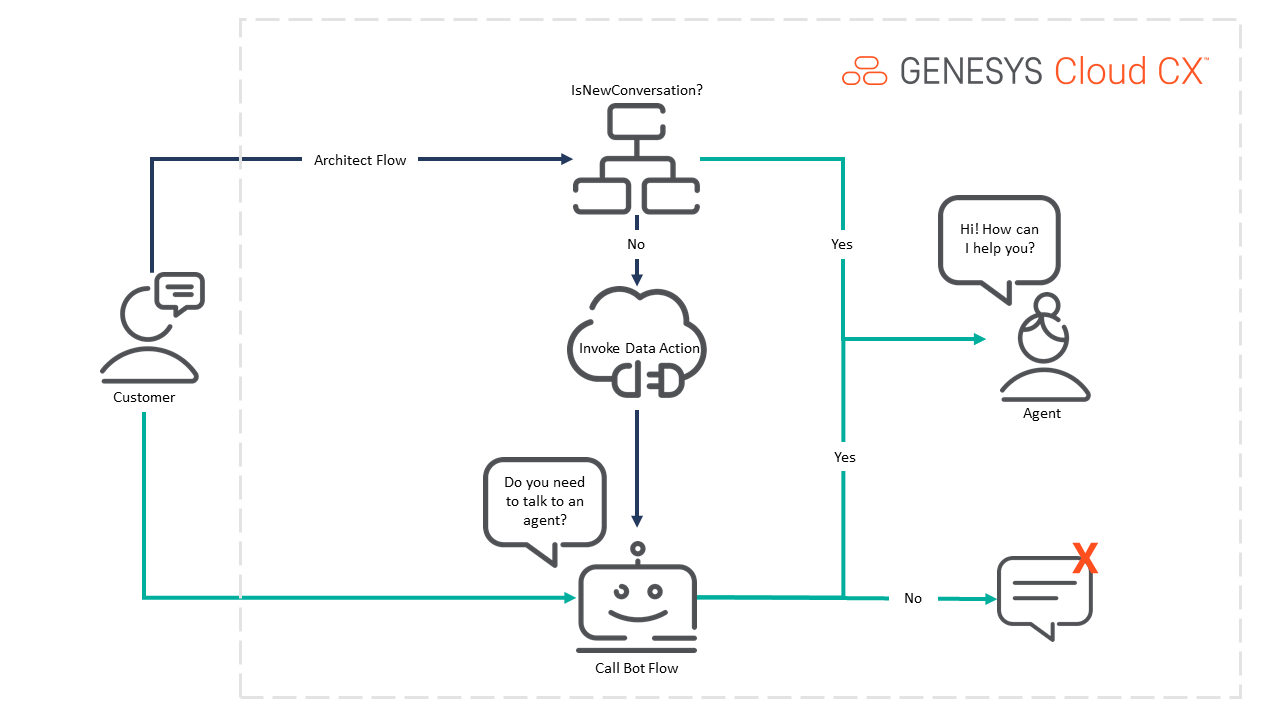 GENESYS Cloud CX™
IsNewConversation?
Architect Flow
No
Yes
Hi! How can
I help you?
Invoke Data Action
Customer
Agent
Yes
Do you need
to talk to an
agent?
X
No
Call Bot Flow